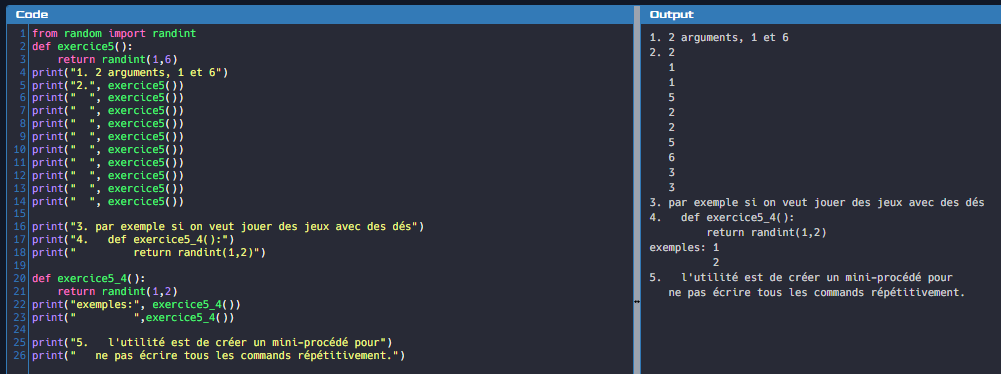 Code
1 from random import randint
2 def exercice5():
3     return randint(1,6)
4 print("1. 2 arguments, 1 et 6")
5 print("2.", exercice5())
6 print("  ", exercice5())
7 print("  ", exercice5())
8 print("  ", exercice5())
9 print("  ", exercice5())
10 print("  ", exercice5())
11 print("  ", exercice5())
12 print("  ", exercice5())
13 print("  ", exercice5())
14 print("  ", exercice5())
15
16 print("3. par exemple si on veut jouer des jeux avec des dés")
17 print("4.   def exercice5_4():")
18 print("         return randint(1,2)")
19
20 def exercice5_4():
21     return randint(1,2)
22 print("exemples:", exercice5_4())
23 print("         ",exercice5_4())
24
25 print("5.   l'utilité est de créer un mini-procédé pour")
26 print("   ne pas écrire tous les commands répétitivement.")
Output
1. 2 arguments, 1 et 6
2. 2
   1
   1
   5
   2
   2
   5
   6
   3
   3
3. par exemple si on veut jouer des jeux avec des dés
4.   def exercice5_4():
         return randint(1,2)
exemples: 1
          2
5.   l'utilité est de créer un mini-procédé pour
   ne pas écrire tous les commands répétitivement.